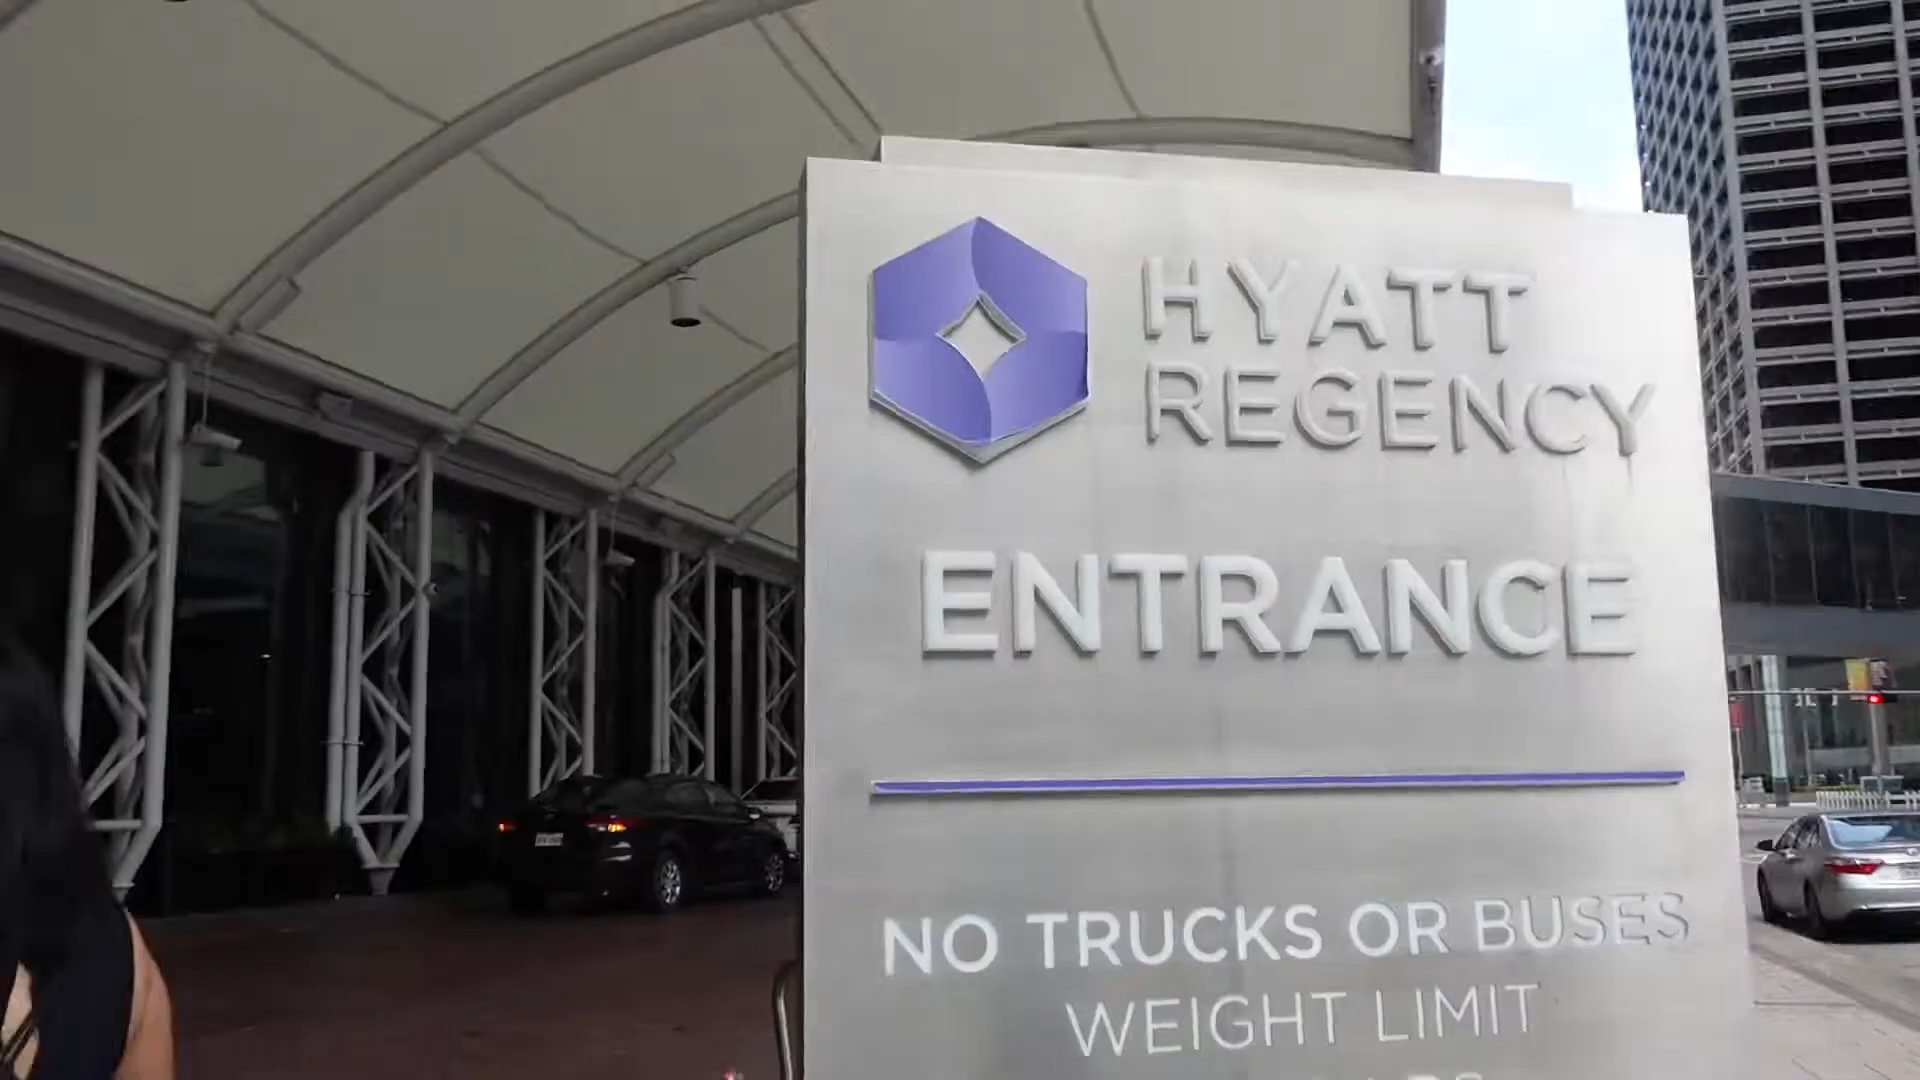 HYATT
REGENCY
ENTRANCE
NO TRUCKS OR BUSES
WEIGHT LIMIT